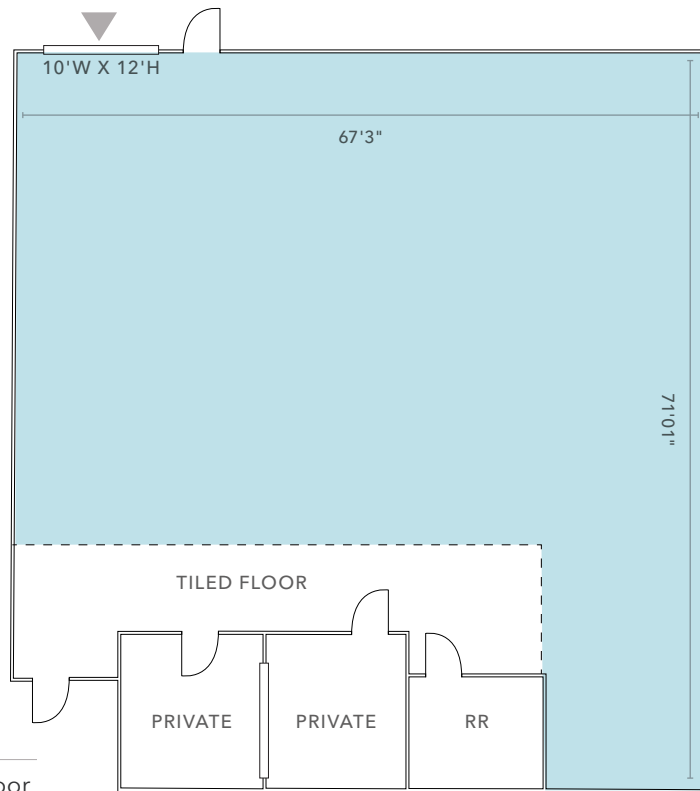 10'W X 12'H
67'3"
71'01"
TILED FLOOR
PRIVATE
PRIVATE
RR